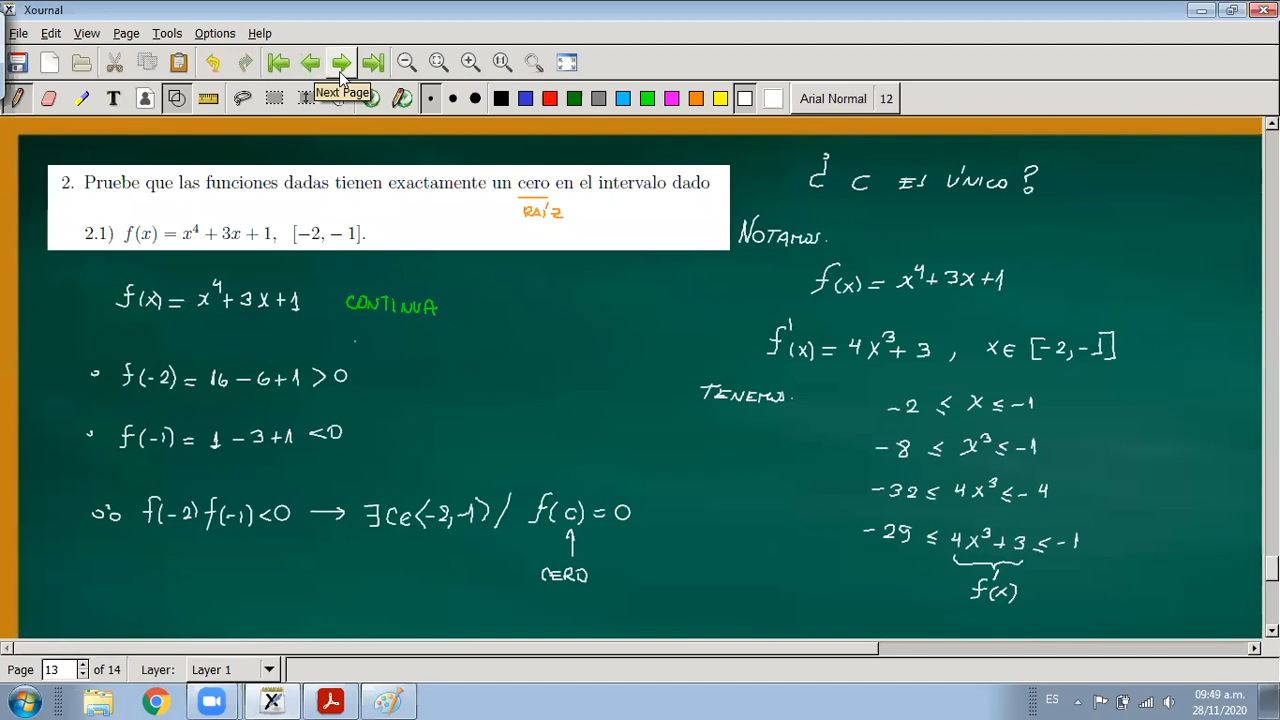 Xournal
File Edit View Page Tools Options Help
Next Page
T
Arial Normal 12
2. Pruebe que las funciones dadas tienen exactamente un cero en el intervalo dado
RAÍZ
2.1) f(x) = x⁴ + 3x + 1, [−2, −1].
f(x) = x⁴ + 3x + 1 CONTINUA
• f(-2) = 16 - 6 + 1 > 0
• f(-1) = 1 - 3 + 1 < 0
∴ f(-2) f(-1) < 0 → ∃ c ∈ ⟨-2, -1⟩ / f(c) = 0
CERO
¿ C ES ÚNICO ?
NOTAMOS.
f(x) = x⁴ + 3x + 1
f'(x) = 4x³ + 3 , x ∈ [-2, -1]
TENEMOS.
-2 ≤ x ≤ -1
-8 ≤ x³ ≤ -1
-32 ≤ 4x³ ≤ -4
-29 ≤ 4x³ + 3 ≤ -1
f'(x)
Page 13 of 14 Layer: Layer 1
ES
09:49 a.m.
28/11/2020